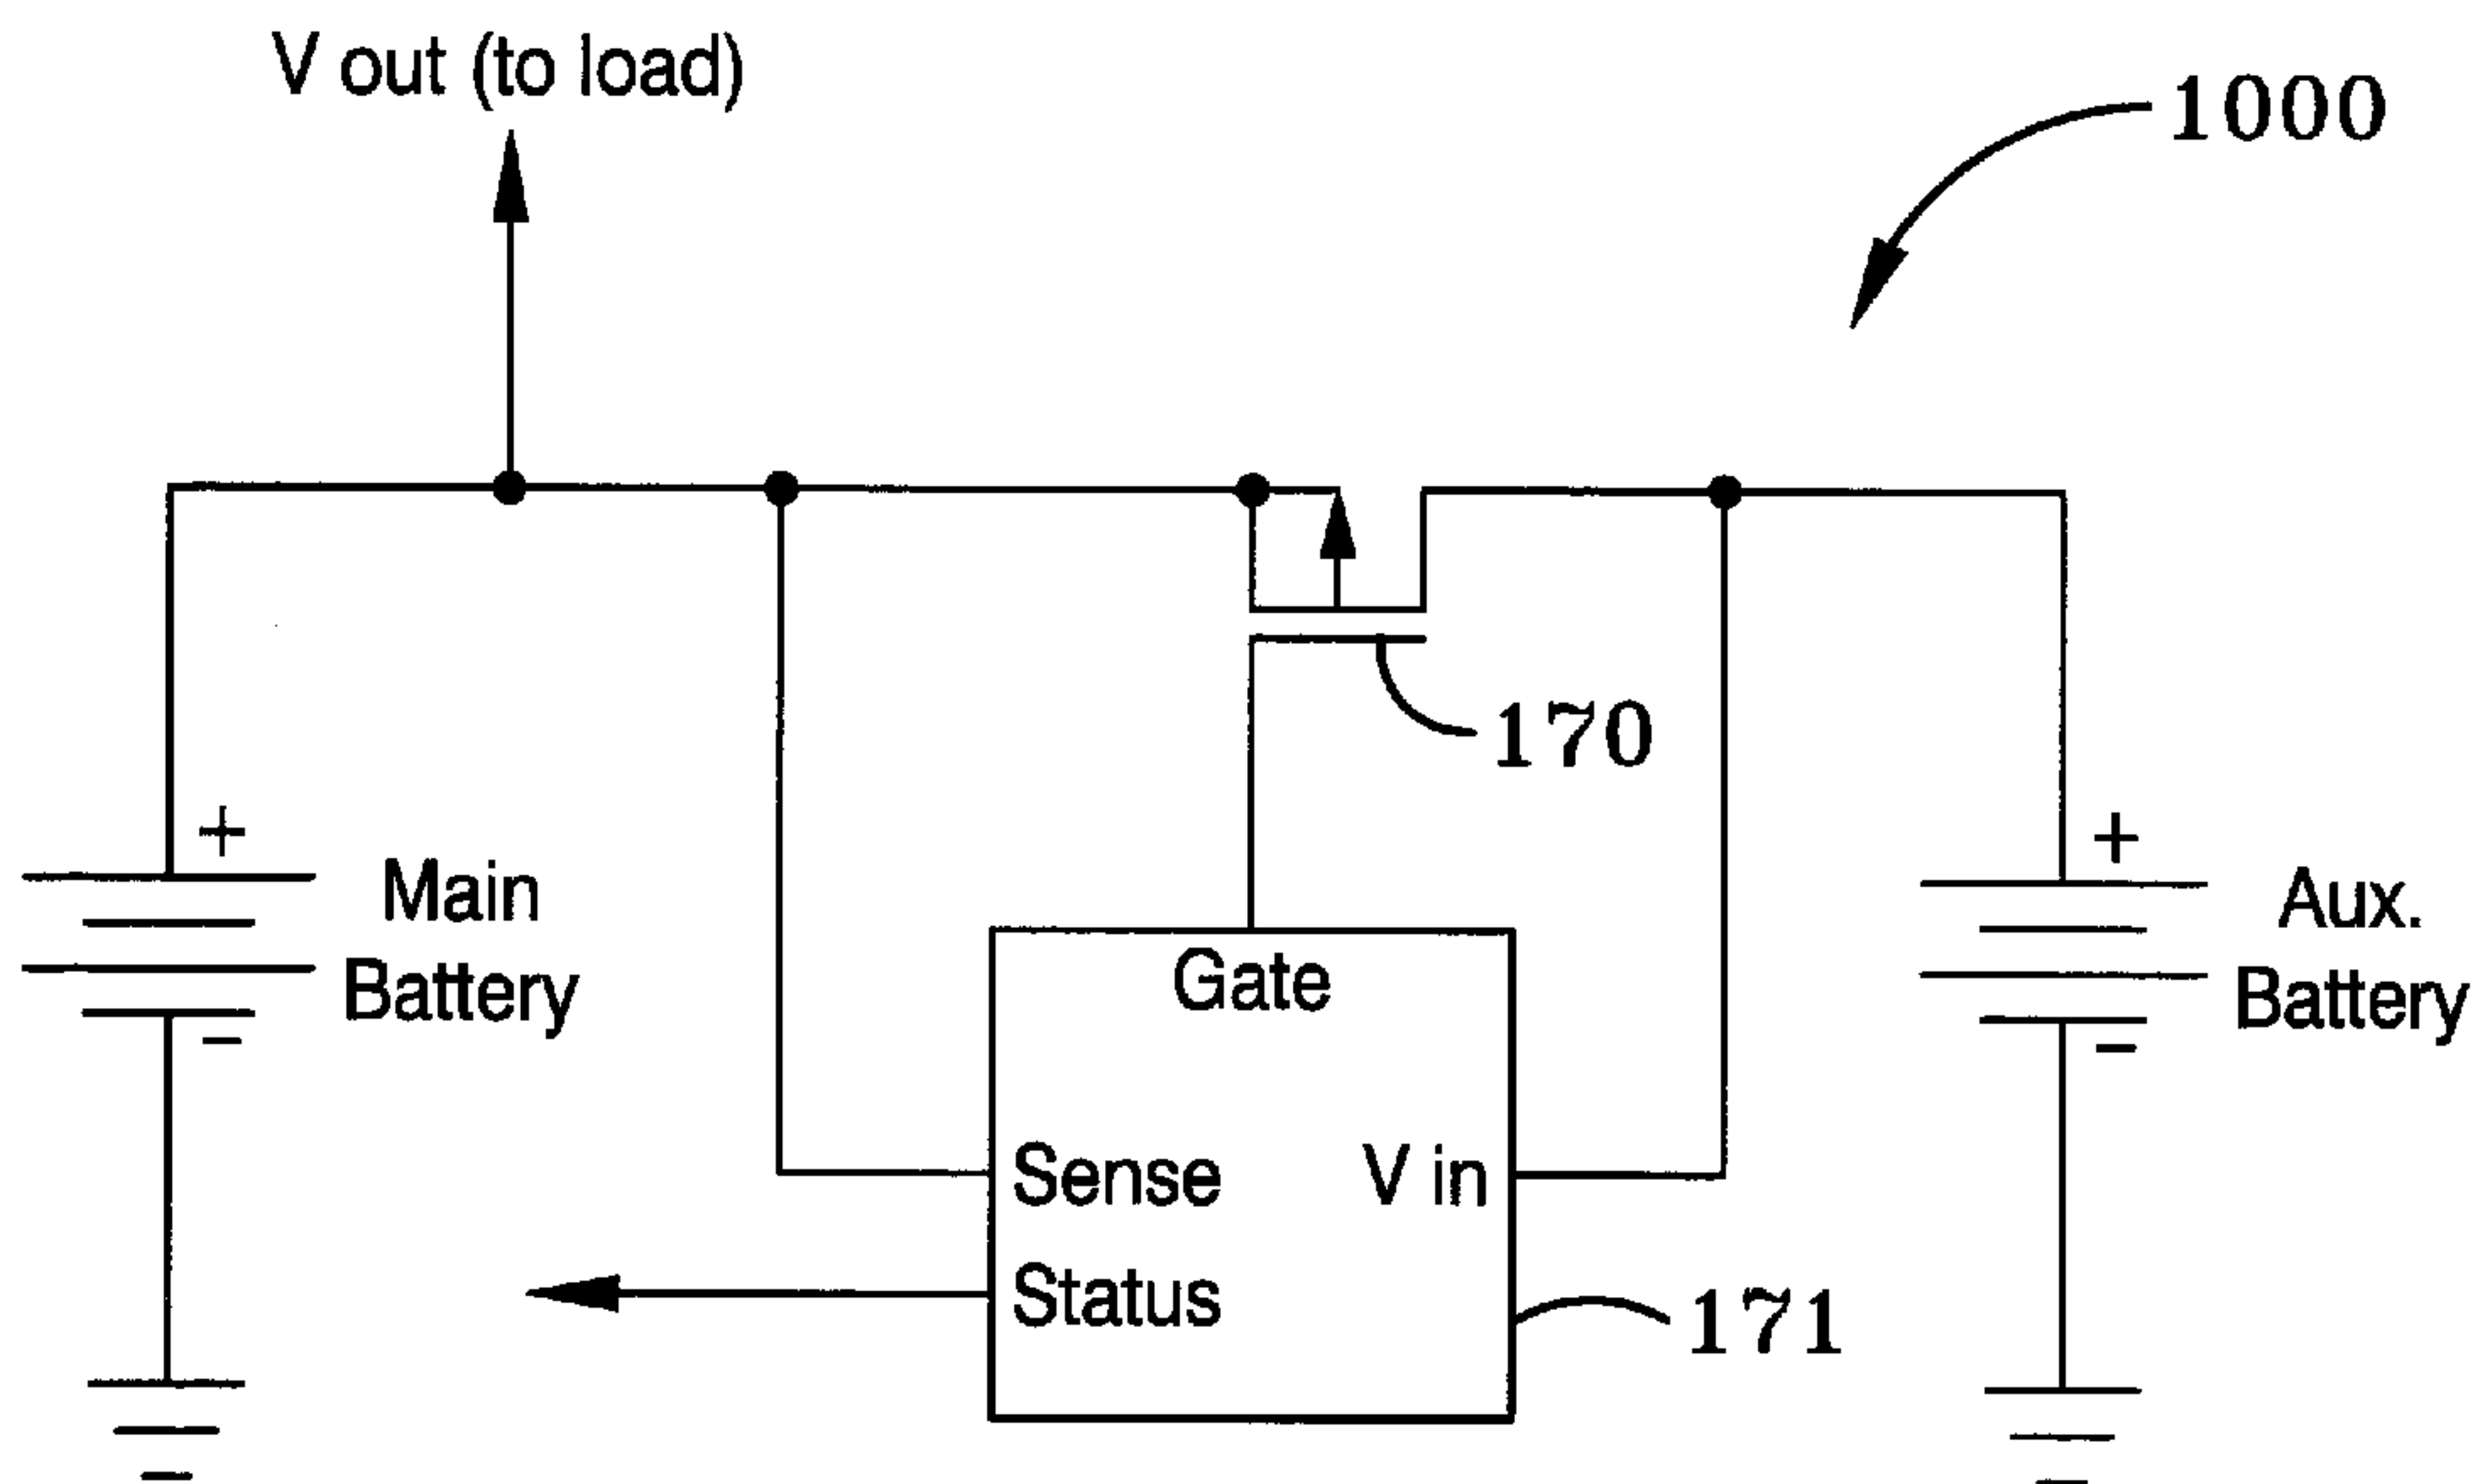 V out (to load)
1000
170
+
Main
Battery
−
+
Aux.
Battery
−
Gate
Sense
V in
Status
171